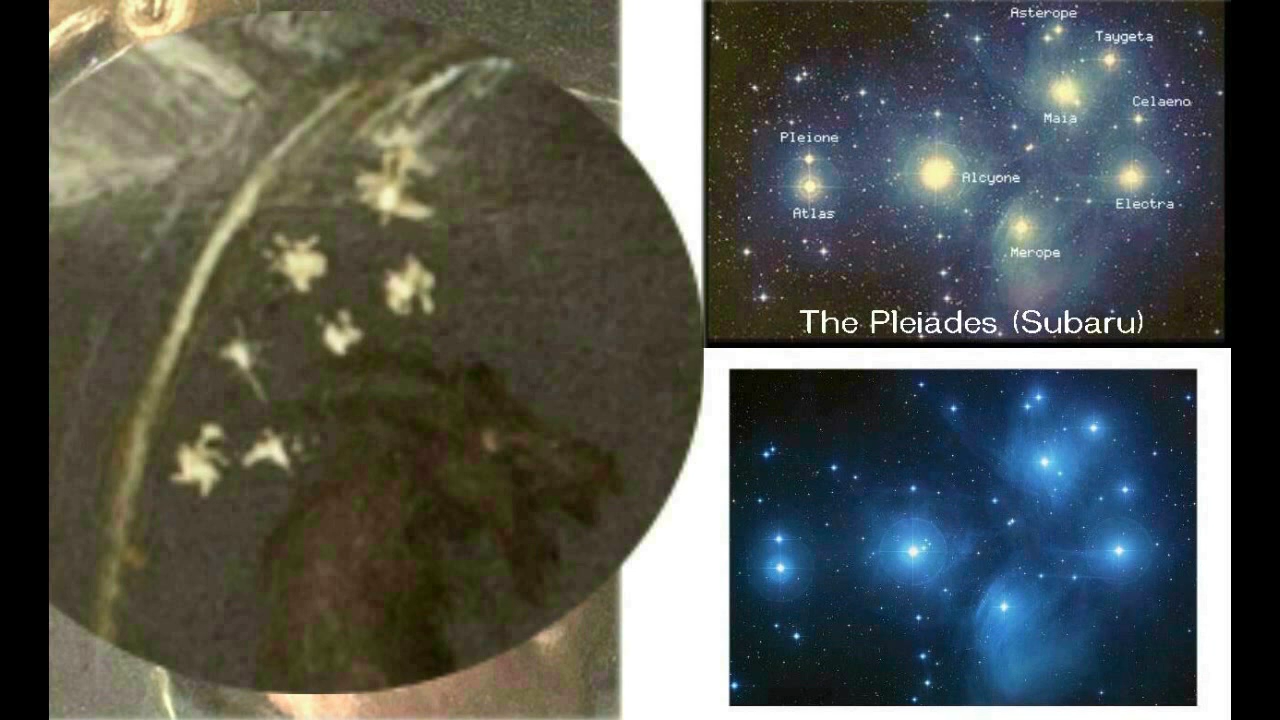 Asterope
Taygeta
Celaeno
Maia
Pleione
Alcyone
Electra
Atlas
Merope
The Pleiades (Subaru)